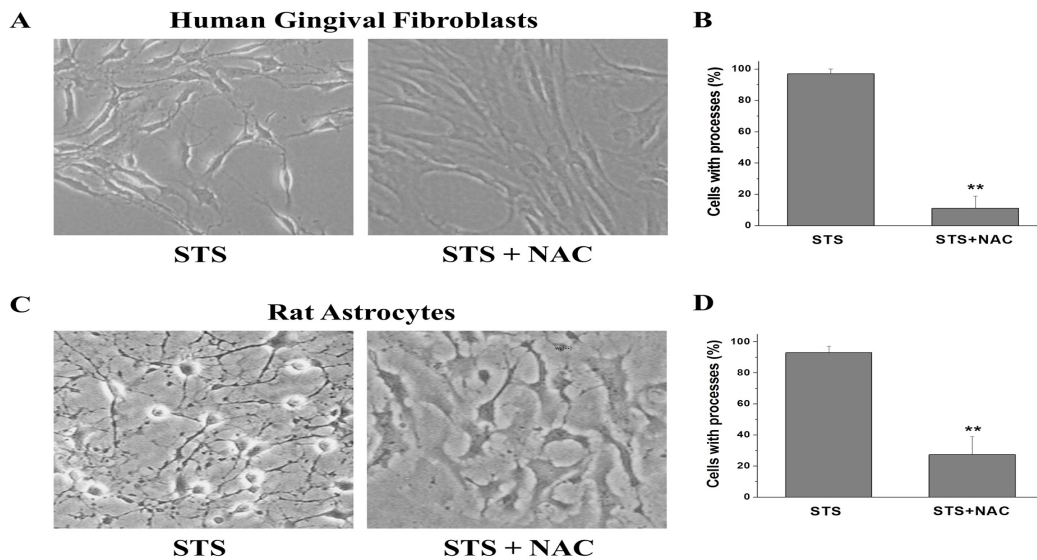 A
Human Gingival Fibroblasts
STS
STS + NAC
B
Cells with processes (%)
100
80
60
40
20
0
**
STS
STS+NAC
C
Rat Astrocytes
STS
STS + NAC
D
Cells with processes (%)
100
80
60
40
20
0
**
STS
STS+NAC